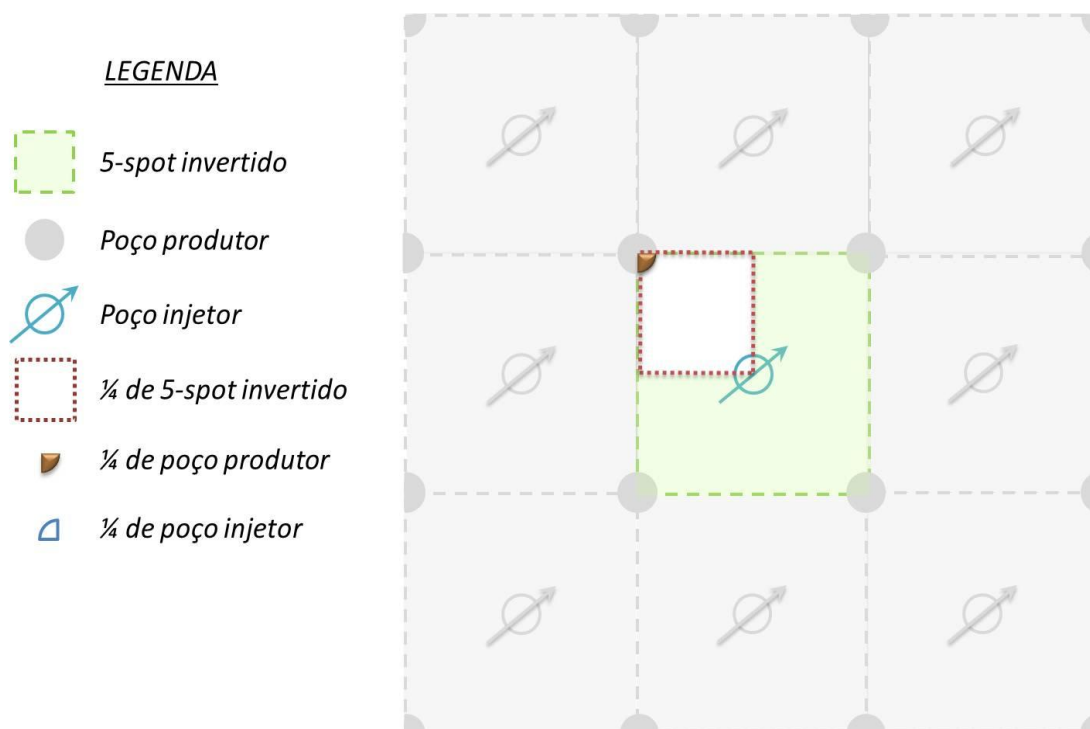 LEGENDA
5-spot invertido
Poço produtor
Poço injetor
¼ de 5-spot invertido
¼ de poço produtor
¼ de poço injetor